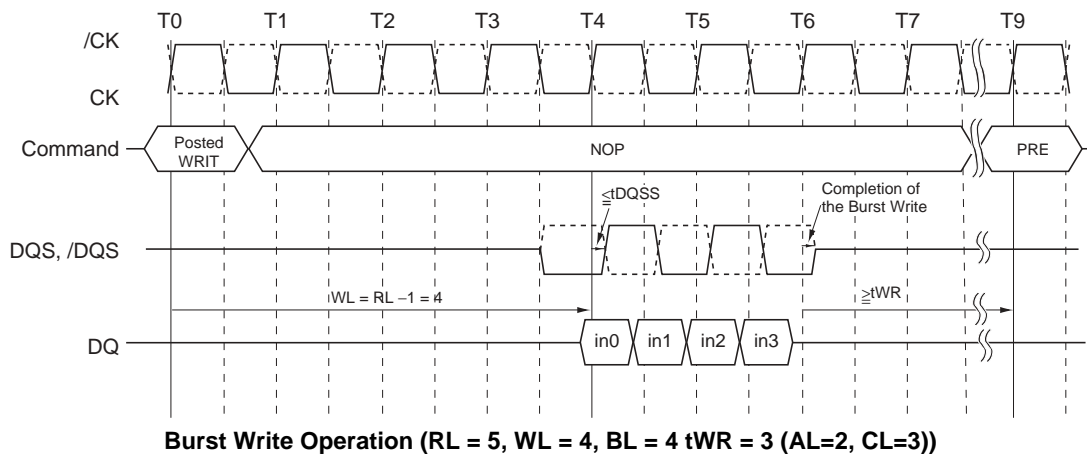 T0 T1 T2 T3 T4 T5 T6 T7 T9
/CK
CK
Command
Posted
WRIT
NOP
PRE
≦tDQSS
Completion of
the Burst Write
DQS, /DQS
WL = RL −1 = 4
≧tWR
DQ
in0 in1 in2 in3
Burst Write Operation (RL = 5, WL = 4, BL = 4 tWR = 3 (AL=2, CL=3))